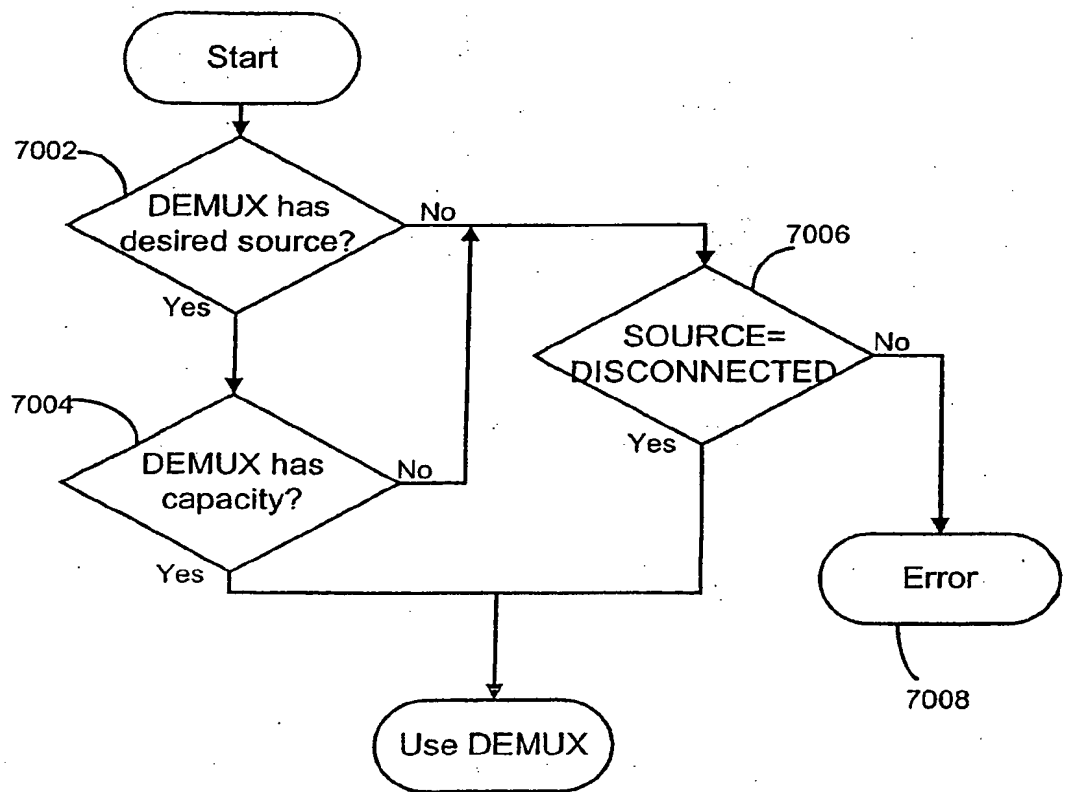 Start
7002
DEMUX has
desired source?
No
Yes
7006
SOURCE=
DISCONNECTED
No
Yes
7004
DEMUX has
capacity?
No
Yes
Error
7008
Use DEMUX